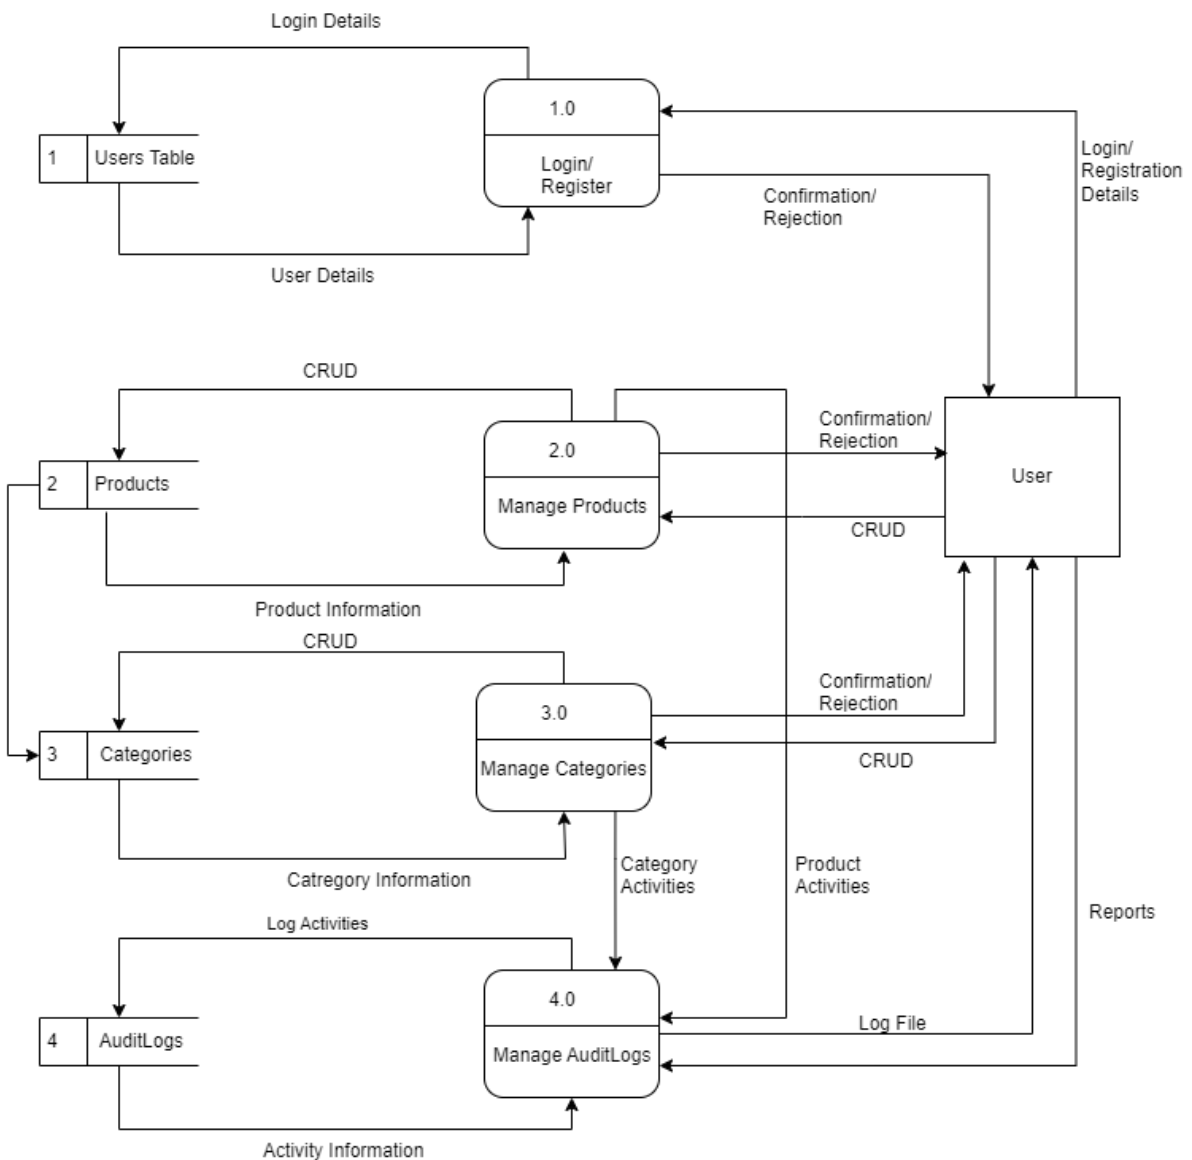 Login Details
1.0
Login/
Register
1
Users Table
Login/
Registration
Details
Confirmation/
Rejection
User Details
CRUD
2.0
Manage Products
Confirmation/
Rejection
User
2
Products
CRUD
Product Information
CRUD
3.0
Manage Categories
Confirmation/
Rejection
3
Categories
CRUD
Catregory Information
Category
Activities
Product
Activities
Reports
Log Activities
4.0
Manage AuditLogs
Log File
4
AuditLogs
Activity Information